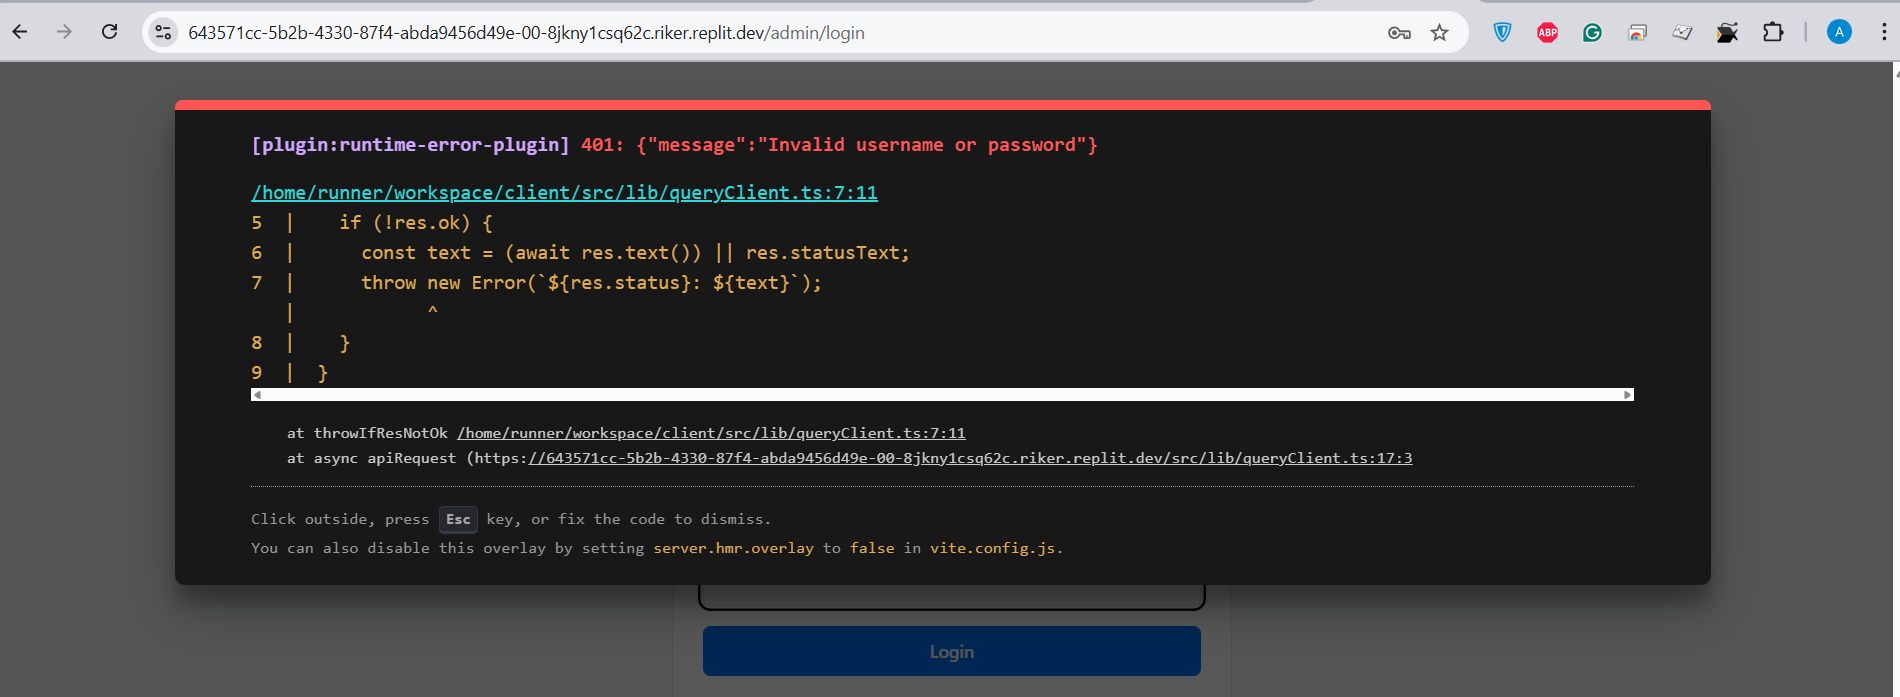 643571cc-5b2b-4330-87f4-abda9456d49e-00-8jkny1csq62c.riker.replit.dev/admin/login
ABP
A
[plugin:runtime-error-plugin] 401: {"message":"Invalid username or password"}
/home/runner/workspace/client/src/lib/queryClient.ts:7:11
5  |    if (!res.ok) {
6  |      const text = (await res.text()) || res.statusText;
7  |      throw new Error(`${res.status}: ${text}`);
   |            ^
8  |    }
9  |  }
at throwIfResNotOk /home/runner/workspace/client/src/lib/queryClient.ts:7:11
at async apiRequest (https://643571cc-5b2b-4330-87f4-abda9456d49e-00-8jkny1csq62c.riker.replit.dev/src/lib/queryClient.ts:17:3
Click outside, press Esc key, or fix the code to dismiss.
You can also disable this overlay by setting server.hmr.overlay to false in vite.config.js.
Login